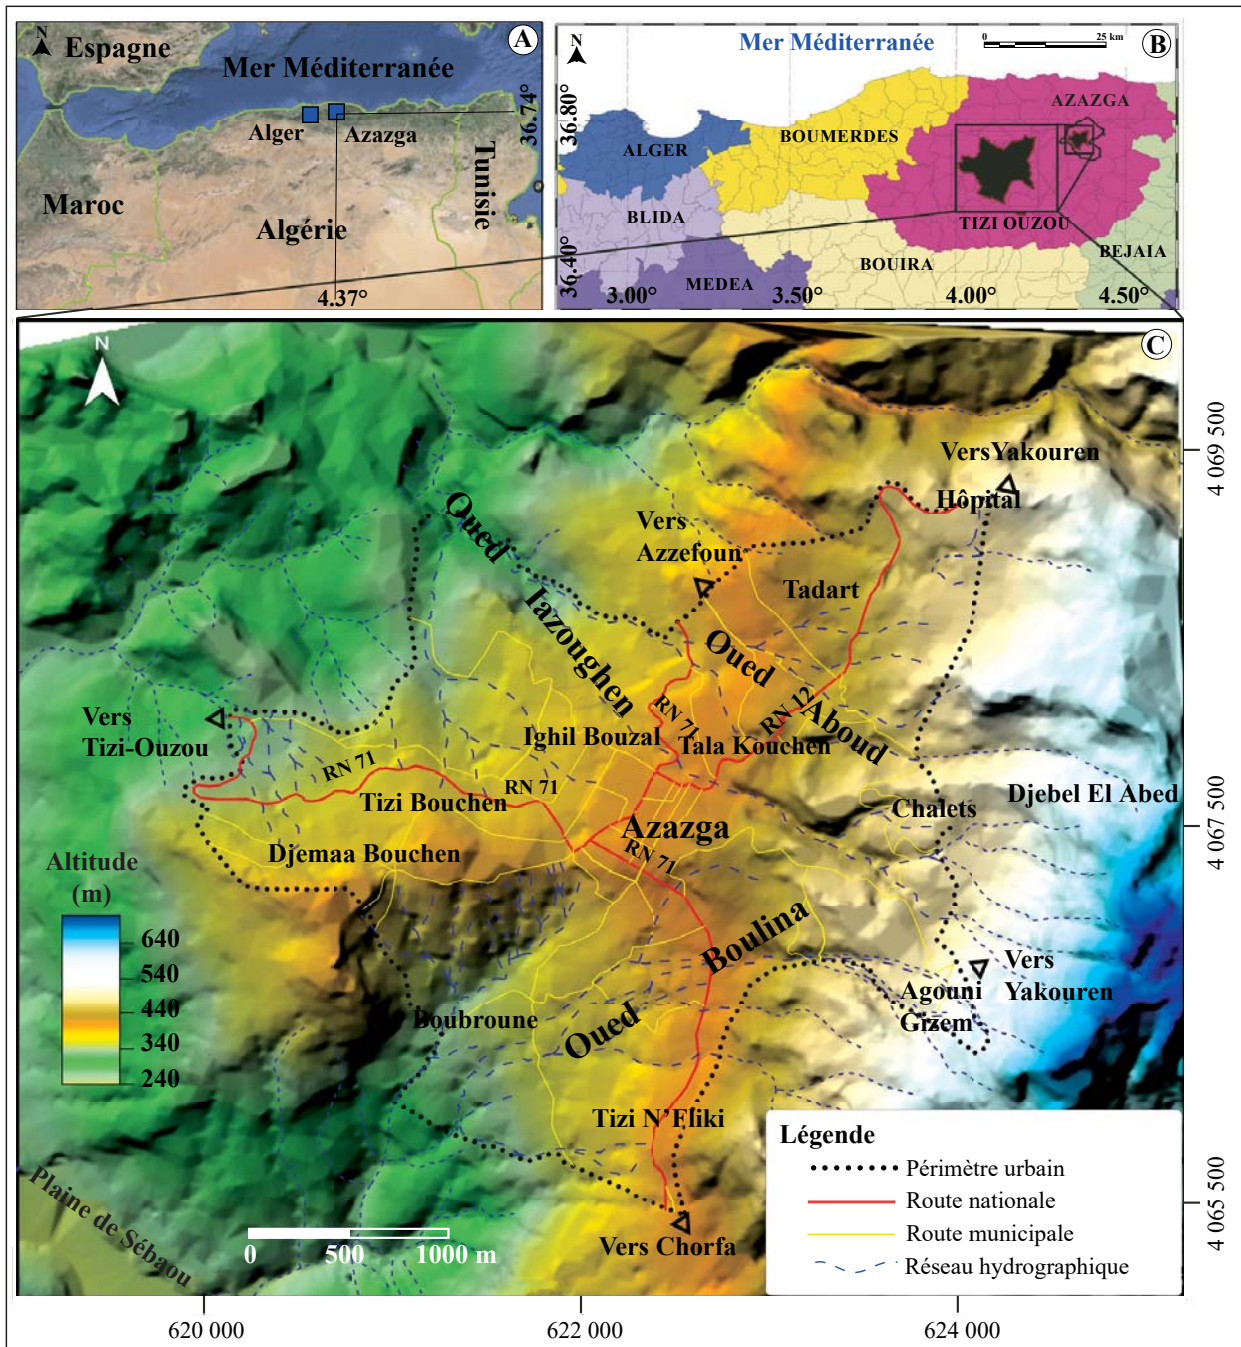 N
A
Espagne
Mer Méditerranée
Alger
Azazga
36.74°
Maroc
Algérie
Tunisie
4.37°
N
Mer Méditerranée
0
25 km
B
36.80°
AZAZGA
BOUMERDES
ALGER
BLIDA
TIZI OUZOU
BEJAIA
BOUIRA
MEDEA
36.40°
3.00°
3.50°
4.00°
4.50°
N
C
4 069 500
Vers Yakouren
Hôpital
Oued
Vers
Azzefoun
Tadart
Iazoughen
Oued
Vers
Tizi-Ouzou
RN 71
RN 12
Aboud
Ighil Bouzal
Tala Kouchen
RN 71
RN 71
Tizi Bouchen
Djebel El Abed
Chalets
4 067 500
Azazga
RN 71
Djemaa Bouchen
Altitude
(m)
640
540
440
340
240
Boulina
Vers
Yakouren
Agouni
Gizem
Boubroune
Oued
Tizi N'Fliki
Plaine de Sébaou
0
500
1000 m
Vers Chorfa
4 065 500
Légende
Périmètre urbain
Route nationale
Route municipale
Réseau hydrographique
620 000
622 000
624 000